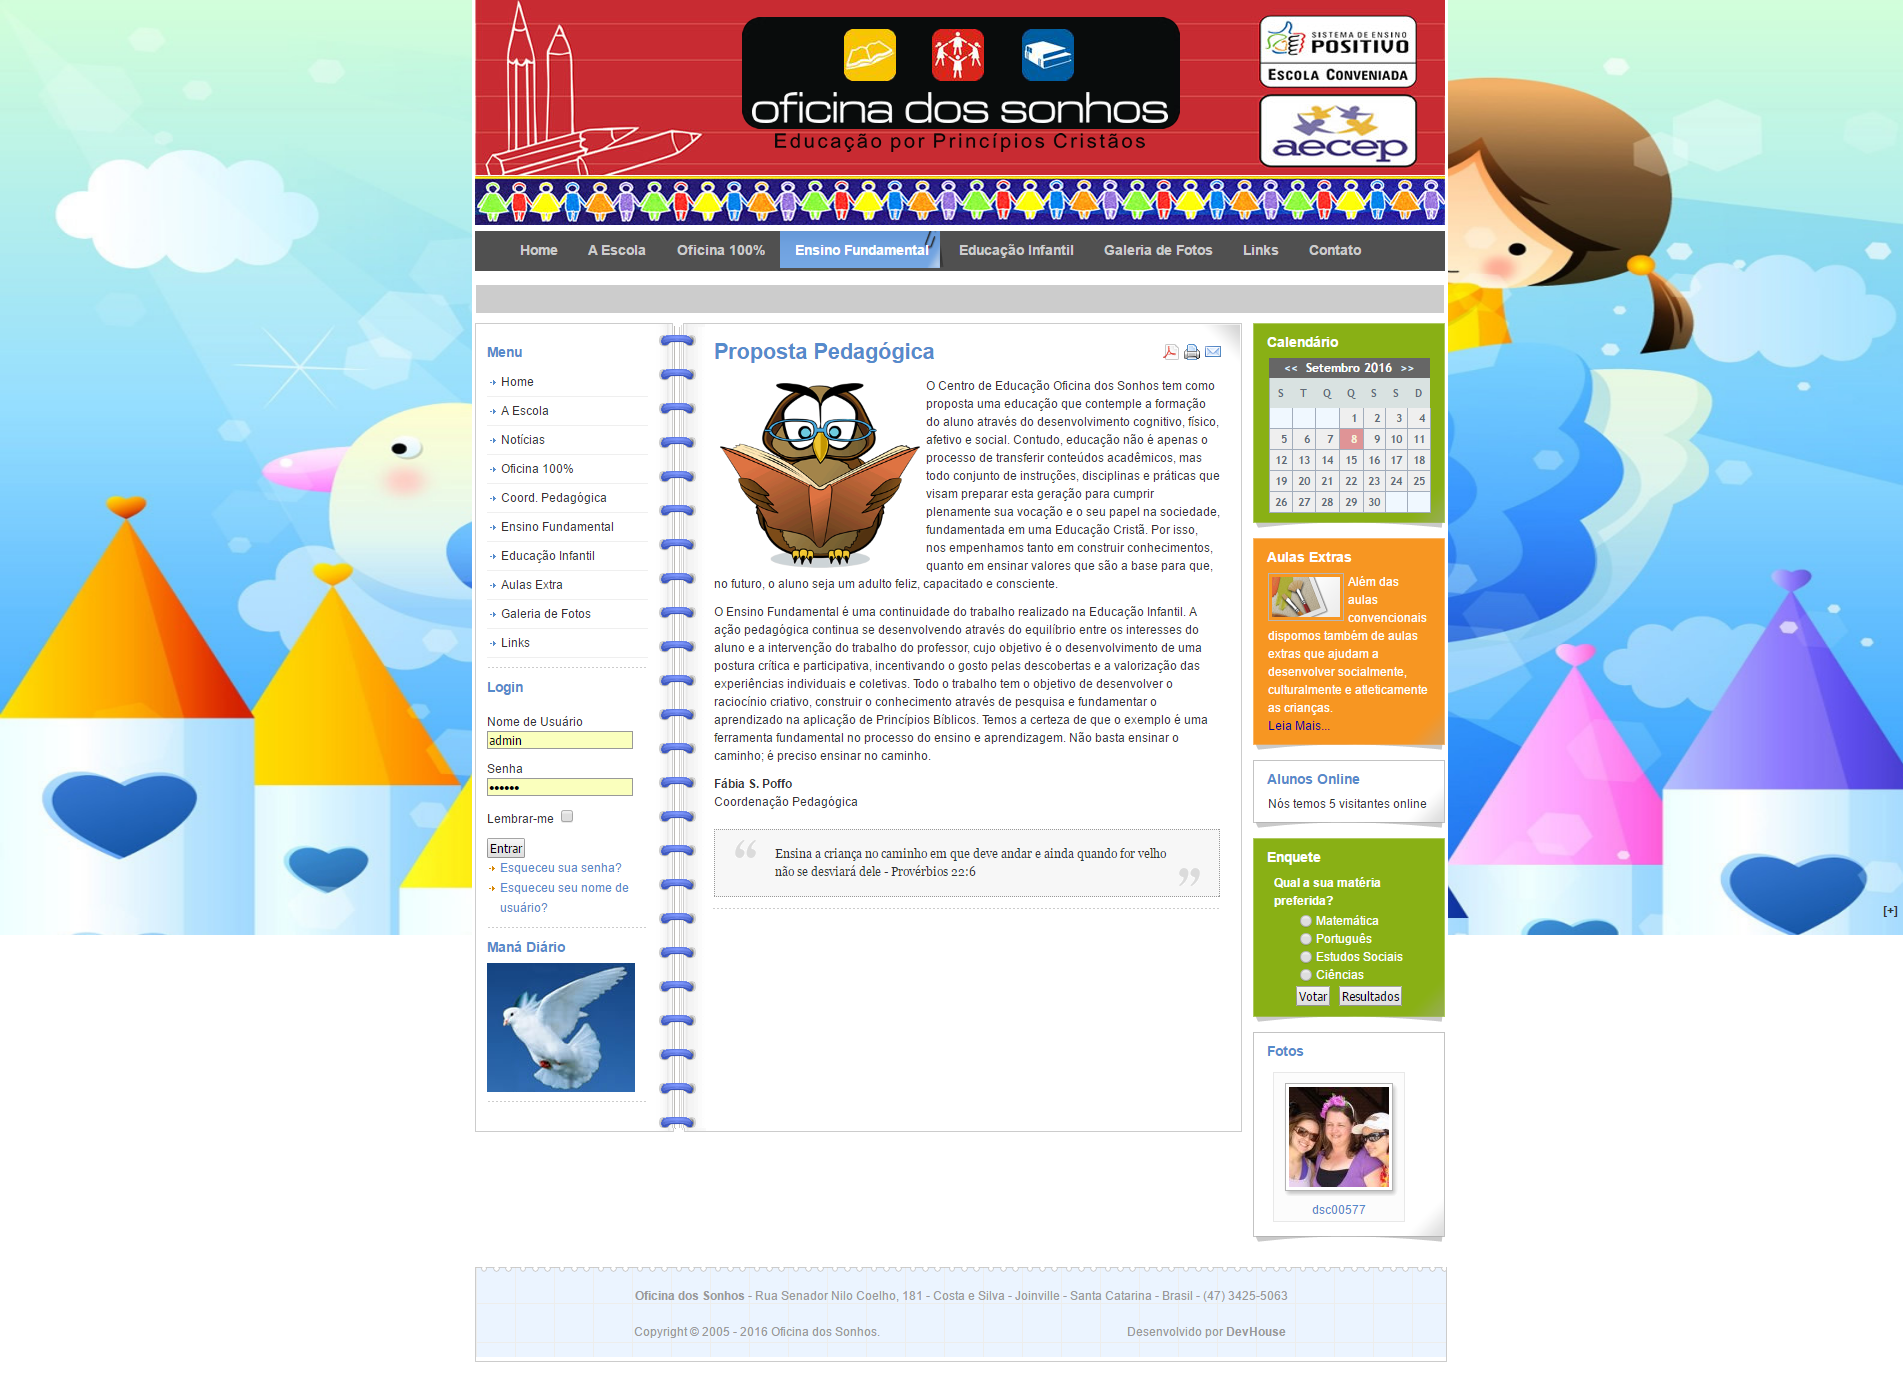 oficina dos sonhos
Educação por Princípios Cristãos
SISTEMA DE ENSINO
POSITIVO
ESCOLA CONVENIADA
aecep
Home A Escola Oficina 100% Ensino Fundamental Educação Infantil Galeria de Fotos Links Contato
Menu
Home
A Escola
Notícias
Oficina 100%
Coord. Pedagógica
Ensino Fundamental
Educação Infantil
Aulas Extra
Galeria de Fotos
Links
Login
Nome de Usuário
admin
Senha
••••••
Lembrar-me
Entrar
Esqueceu sua senha?
Esqueceu seu nome de
usuário?
Maná Diário
Proposta Pedagógica
O Centro de Educação Oficina dos Sonhos tem como
proposta uma educação que contemple a formação
do aluno através do desenvolvimento cognitivo, físico,
afetivo e social. Contudo, educação não é apenas o
processo de transferir conteúdos acadêmicos, mas
todo conjunto de instruções, disciplinas e práticas que
visam preparar esta geração para cumprir
plenamente sua vocação e o seu papel na sociedade,
fundamentada em uma Educação Cristã. Por isso,
nos empenhamos tanto em construir conhecimentos,
quanto em ensinar valores que são a base para que,
no futuro, o aluno seja um adulto feliz, capacitado e consciente.
O Ensino Fundamental é uma continuidade do trabalho realizado na Educação Infantil. A
ação pedagógica continua se desenvolvendo através do equilíbrio entre os interesses do
aluno e a intervenção do trabalho do professor, cujo objetivo é o desenvolvimento de uma
postura crítica e participativa, incentivando o gosto pelas descobertas e a valorização das
experiências individuais e coletivas. Todo o trabalho tem o objetivo de desenvolver o
raciocínio criativo, construir o conhecimento através de pesquisa e fundamentar o
aprendizado na aplicação de Princípios Bíblicos. Temos a certeza de que o exemplo é uma
ferramenta fundamental no processo do ensino e aprendizagem. Não basta ensinar o
caminho; é preciso ensinar no caminho.
Fábia S. Poffo
Coordenação Pedagógica
Ensina a criança no caminho em que deve andar e ainda quando for velho
não se desviará dele - Provérbios 22:6
Calendário
<< Setembro 2016 >>
S T Q Q S S D
1 2 3 4
5 6 7 8 9 10 11
12 13 14 15 16 17 18
19 20 21 22 23 24 25
26 27 28 29 30
Aulas Extras
Além das
aulas
convencionais
dispomos também de aulas
extras que ajudam a
desenvolver socialmente,
culturalmente e atleticamente
as crianças.
Leia Mais...
Alunos Online
Nós temos 5 visitantes online
Enquete
Qual a sua matéria
preferida?
Matemática
Português
Estudos Sociais
Ciências
Votar Resultados
[+]
Fotos
dsc00577
Oficina dos Sonhos - Rua Senador Nilo Coelho, 181 - Costa e Silva - Joinville - Santa Catarina - Brasil - (47) 3425-5063
Copyright © 2005 - 2016 Oficina dos Sonhos. Desenvolvido por DevHouse